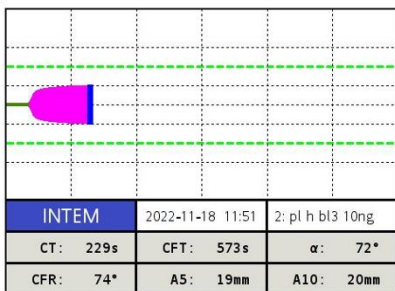 INTEM 2022-11-18 11:51 2: pl h bl3 10ng
CT: 229s CFT: 573s α: 72°
CFR: 74° A5: 19mm A10: 20mm